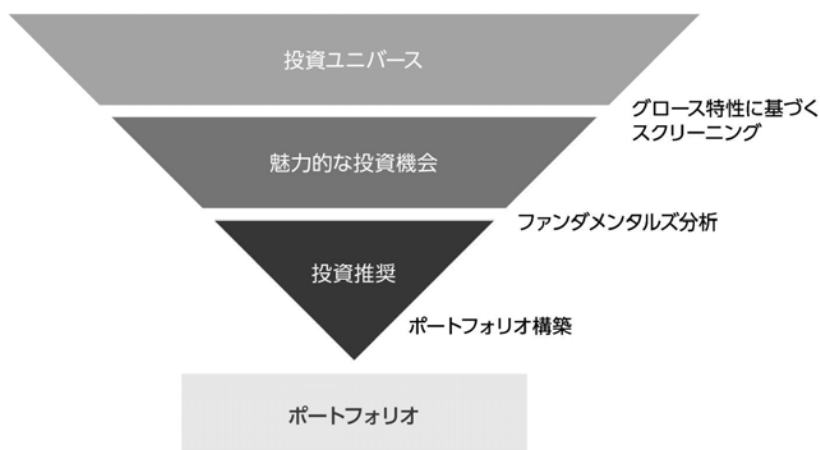 投資ユニバース
グロース特性に基づく
スクリーニング
魅力的な投資機会
ファンダメンタルズ分析
投資推奨
ポートフォリオ構築
ポートフォリオ